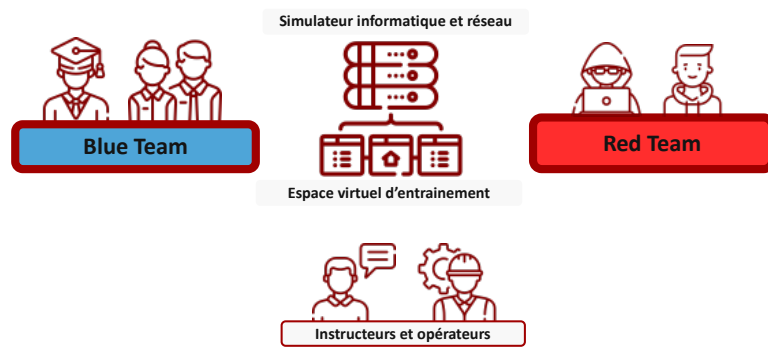 Simulateur informatique et réseau
Blue Team
Red Team
Espace virtuel d’entrainement
Instructeurs et opérateurs